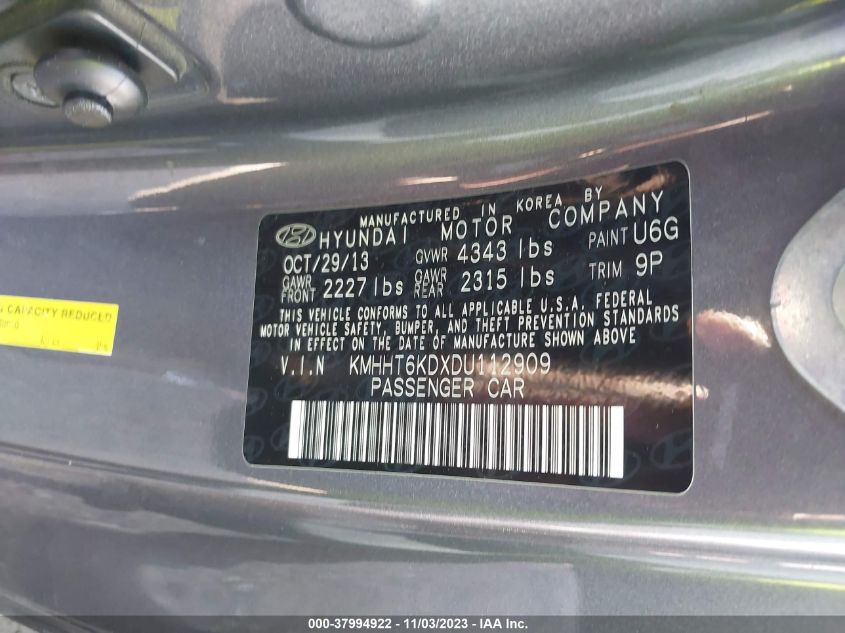 MANUFACTURED IN KOREA BY
HYUNDAI MOTOR COMPANY
OCT/29/13 GVWR 4343 lbs PAINT U6G
GAWR FRONT 2227 lbs GAWR REAR 2315 lbs TRIM 9P
THIS VEHICLE CONFORMS TO ALL APPLICABLE U.S.A. FEDERAL
MOTOR VEHICLE SAFETY, BUMPER, AND THEFT PREVENTION STANDARDS
IN EFFECT ON THE DATE OF MANUFACTURE SHOWN ABOVE
V.I.N KMHHT6KDXDU112909
PASSENGER CAR
CAPACITY REDUCED
000-37994922 - 11/03/2023 - IAA Inc.